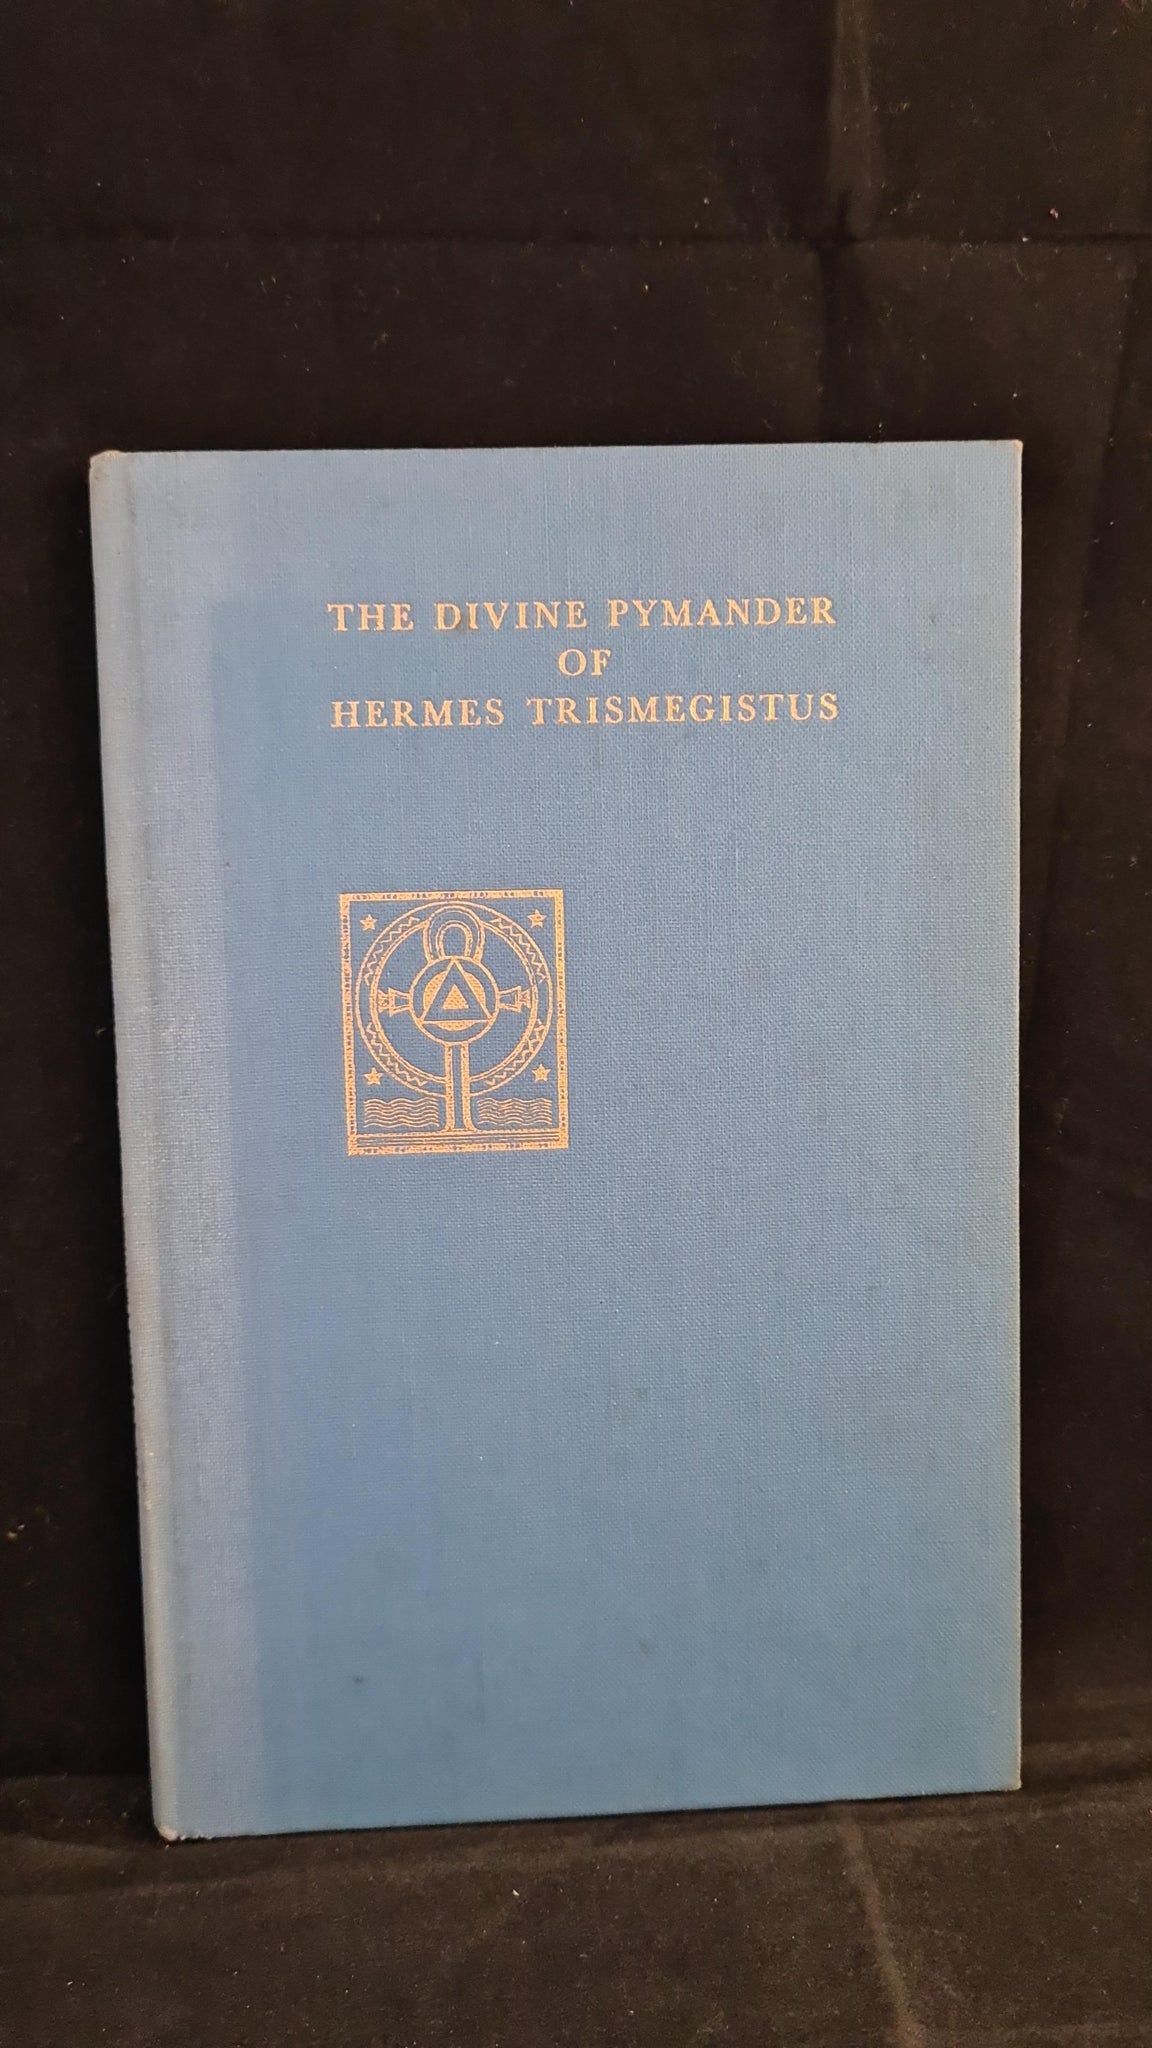 THE DIVINE PYMANDER
OF
HERMES TRISMEGISTUS